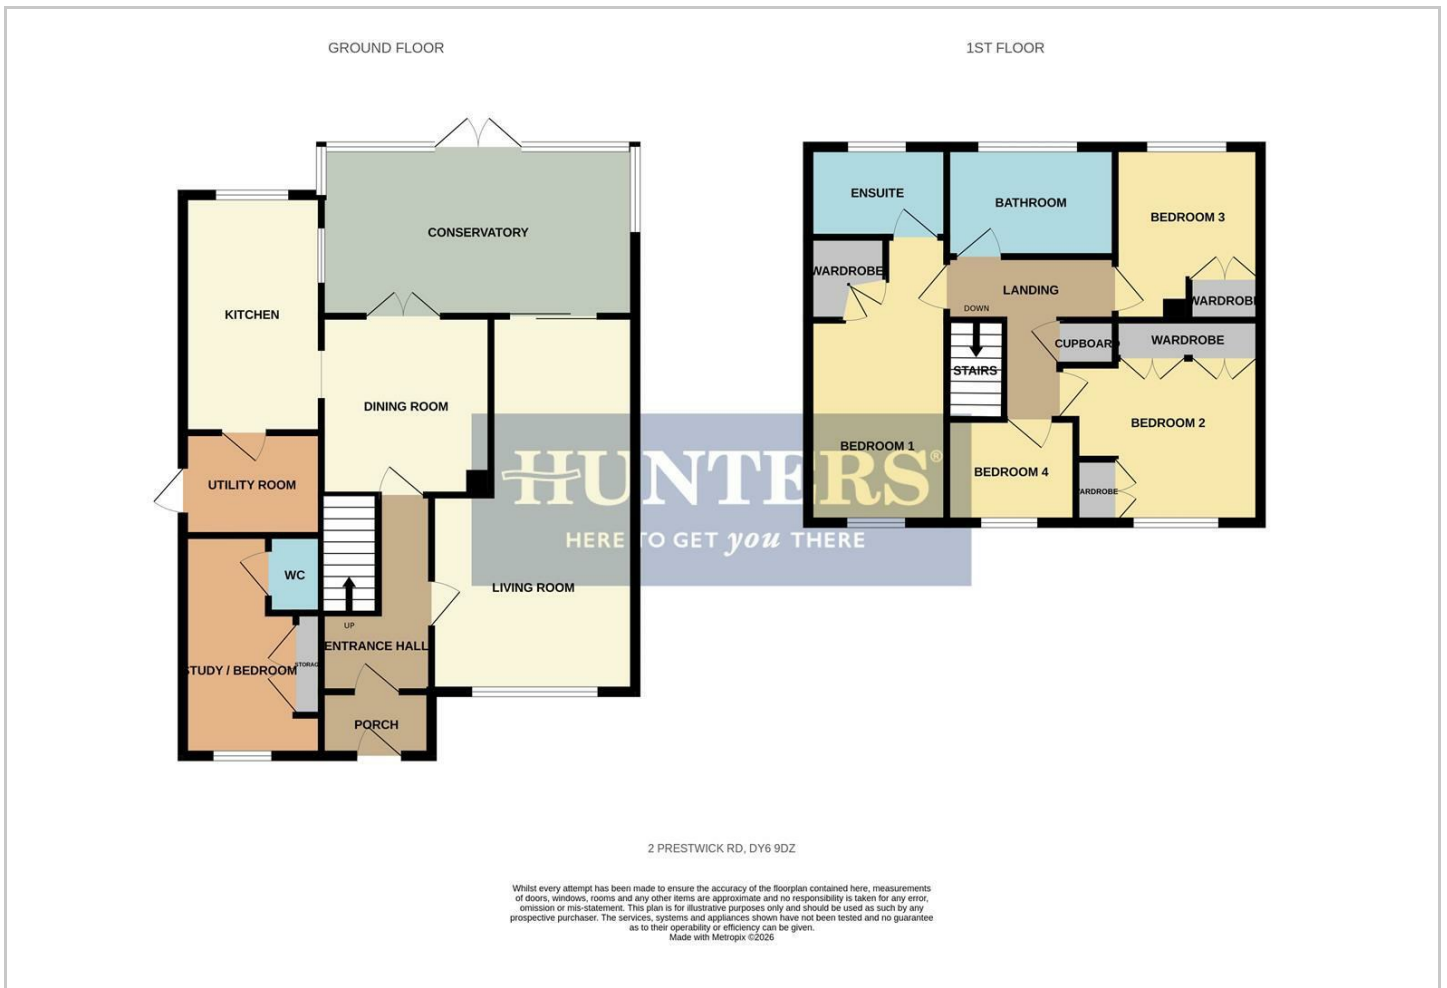 GROUND FLOOR
1ST FLOOR
CONSERVATORY
KITCHEN
DINING ROOM
UTILITY ROOM
WC
LIVING ROOM
UP
ENTRANCE HALL
STUDY / BEDROOM
STORAGE
PORCH
ENSUITE
BATHROOM
BEDROOM 3
WARDROBE
LANDING
DOWN
WARDROBE
CUPBOARD
WARDROBE
STAIRS
BEDROOM 2
BEDROOM 1
BEDROOM 4
WARDROBE
HUNTERS®
HERE TO GET you THERE
2 PRESTWICK RD, DY6 9DZ
Whilst every attempt has been made to ensure the accuracy of the floorplan contained here, measurements
of doors, windows, rooms and any other items are approximate and no responsibility is taken for any error,
omission or mis-statement. This plan is for illustrative purposes only and should be used as such by any
prospective purchaser. The services, systems and appliances shown have not been tested and no guarantee
as to their operability or efficiency can be given.
Made with Metropix ©2026